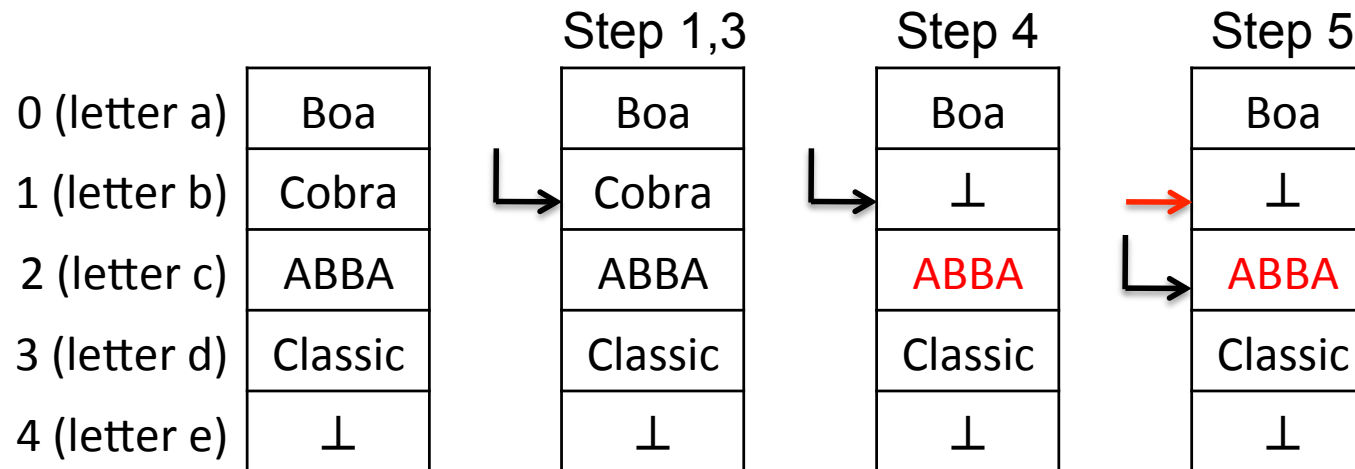 Step 1,3 Step 4 Step 5
0 (letter a) Boa Boa Boa Boa
1 (letter b) Cobra Cobra ⊥ ⊥
2 (letter c) ABBA ABBA ABBA ABBA
3 (letter d) Classic Classic Classic Classic
4 (letter e) ⊥ ⊥ ⊥ ⊥